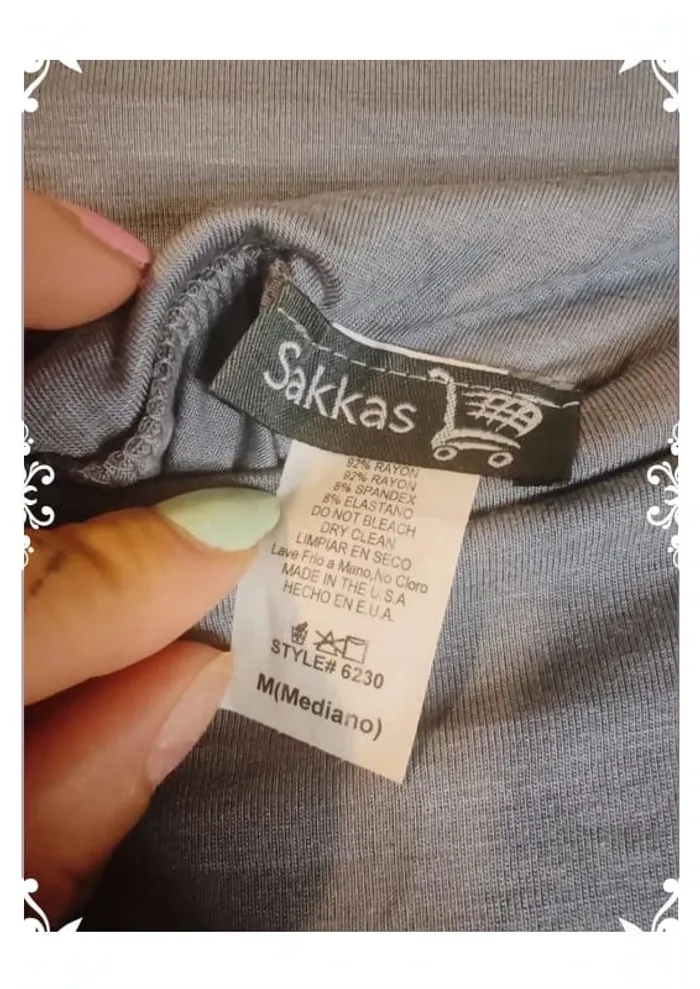 Sakkas
92% RAYON
92% RAYON
8% SPANDEX
8% ELASTANO
DO NOT BLEACH
DRY CLEAN
LIMPIAR EN SECO
Lave Frio a Mano,No Cloro
MADE IN THE U.S.A
HECHO EN E.U.A.
STYLE# 6230
M(Mediano)